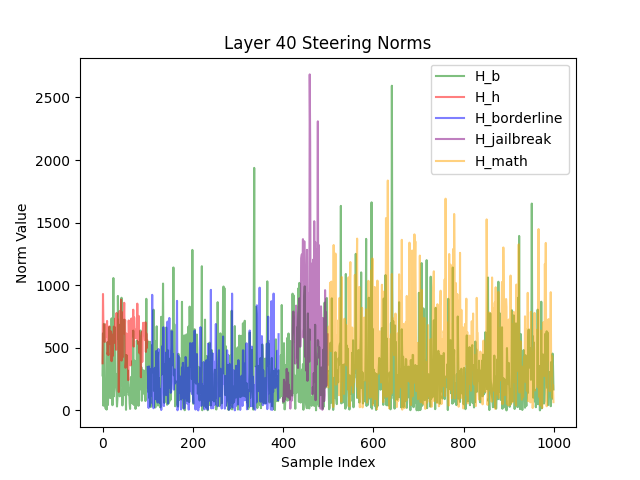 Layer 40 Steering Norms
H_b
H_h
H_borderline
H_jailbreak
H_math
Norm Value
2500
2000
1500
1000
500
0
0 200 400 600 800 1000
Sample Index